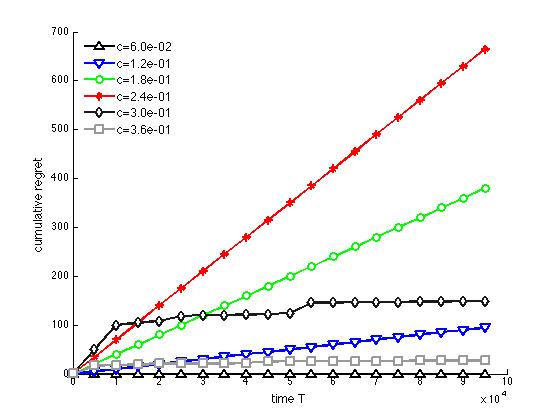 700
600
500
400
300
200
100
0
cumulative regret
c=6.0e-02
c=1.2e-01
c=1.8e-01
c=2.4e-01
c=3.0e-01
c=3.6e-01
0 1 2 3 4 5 6 7 8 9 10
time T
x 10^4